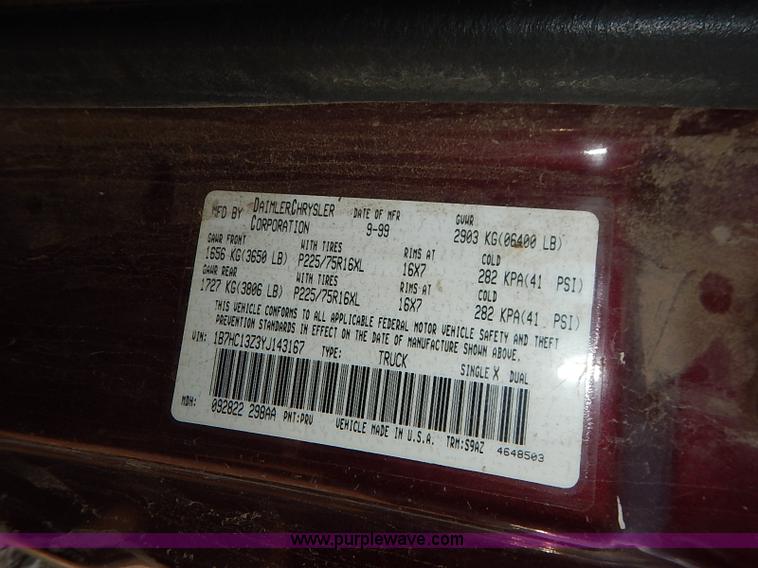 MFD BY DAIMLERCHRYSLER CORPORATION DATE OF MFR 9-99 GVWR 2903 KG(06400 LB)
GAWR FRONT WITH TIRES RIMS AT COLD
1656 KG(3650 LB) P225/75R16XL 16X7 282 KPA(41 PSI)
GAWR REAR WITH TIRES RIMS AT COLD
1727 KG(3806 LB) P225/75R16XL 16X7 282 KPA(41 PSI)
THIS VEHICLE CONFORMS TO ALL APPLICABLE FEDERAL MOTOR VEHICLE SAFETY AND THEFT
PREVENTION STANDARDS IN EFFECT ON THE DATE OF MANUFACTURE SHOWN ABOVE.
VIN: 1B7HC13Z3YJ143167 TYPE: TRUCK SINGLE X DUAL
MDH: 092822 298AA PNT:PRV VEHICLE MADE IN U.S.A. TRM:S9AZ 4648503
www.purplewave.com